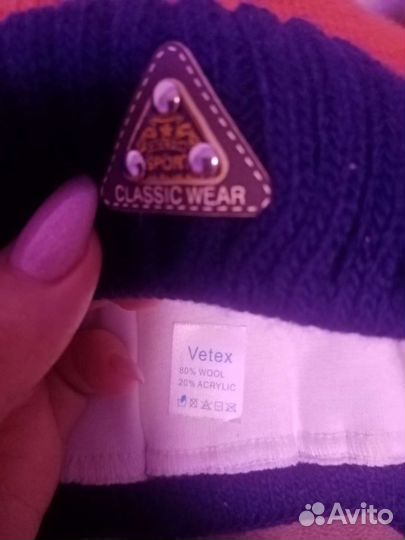 SPORT
CLASSIC WEAR
Vetex
80% WOOL
20% ACRYLIC
Avito